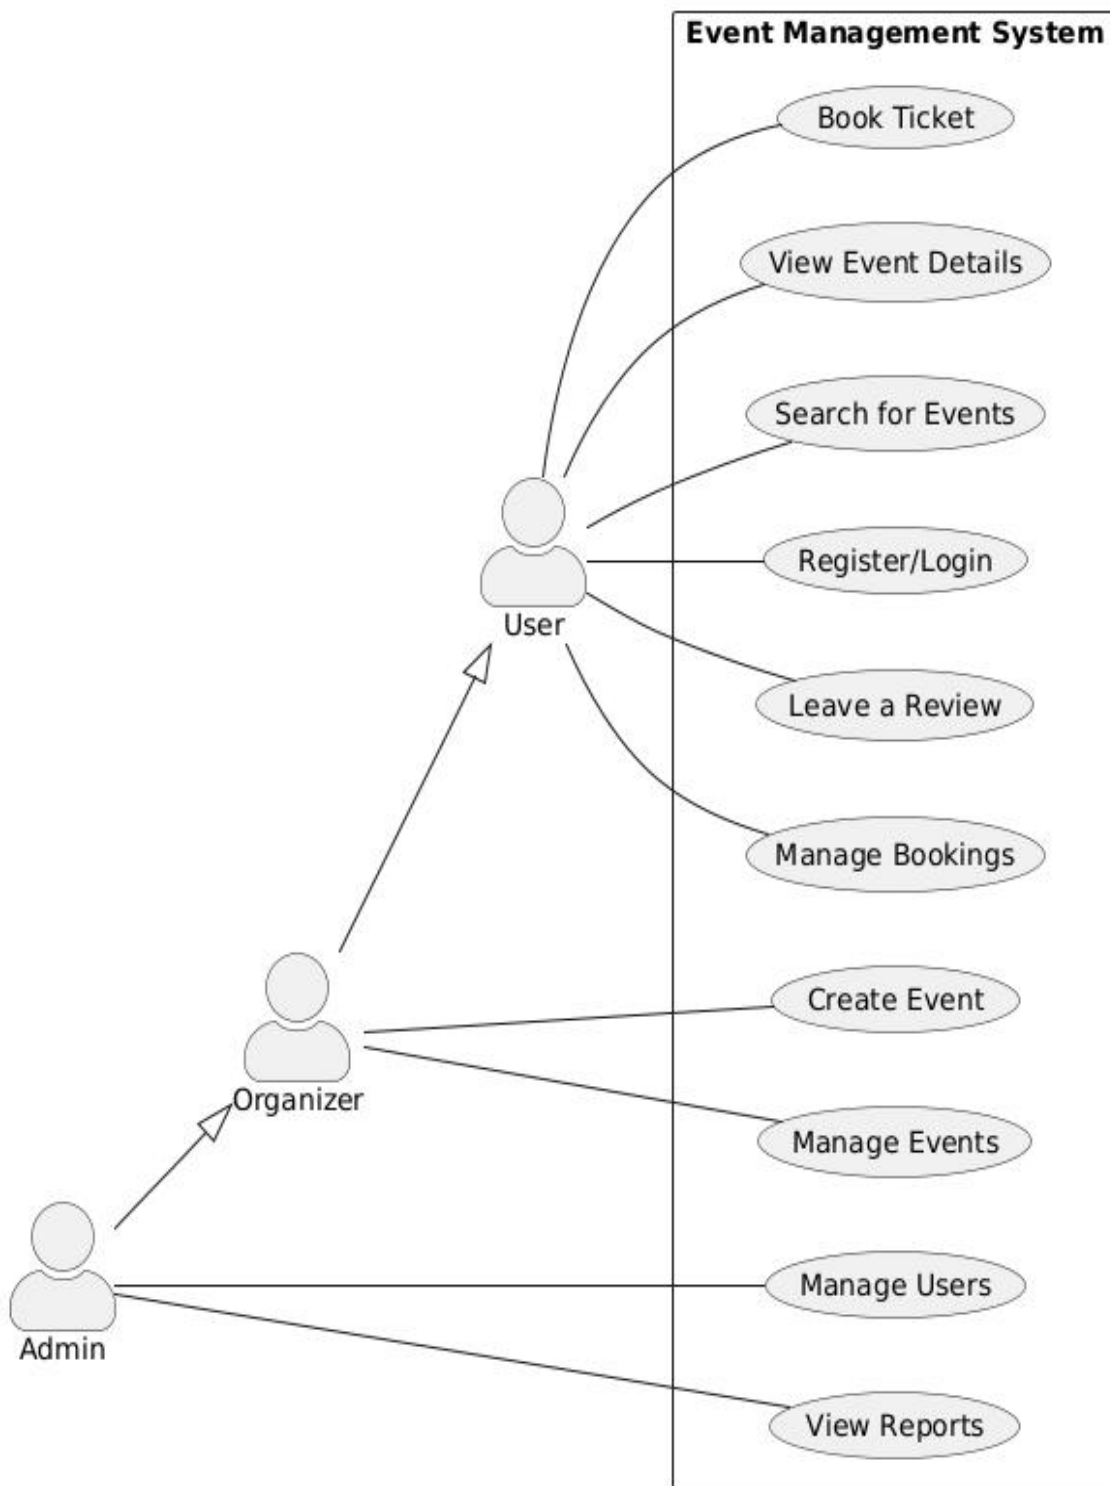 Event Management System
Book Ticket
View Event Details
Search for Events
Register/Login
User
Leave a Review
Manage Bookings
Create Event
Organizer
Manage Events
Manage Users
Admin
View Reports